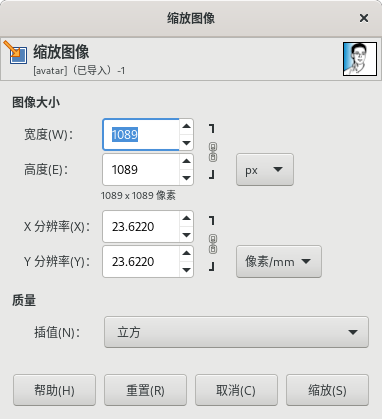 缩放图像
缩放图像
[avatar]（已导入）-1
图像大小
宽度(W)： 1089
高度(E)： 1089 px
1089 x 1089 像素
X 分辨率(X)： 23.6220
Y 分辨率(Y)： 23.6220 像素/mm
质量
插值(N)： 立方
帮助(H) 重置(R) 取消(C) 缩放(S)